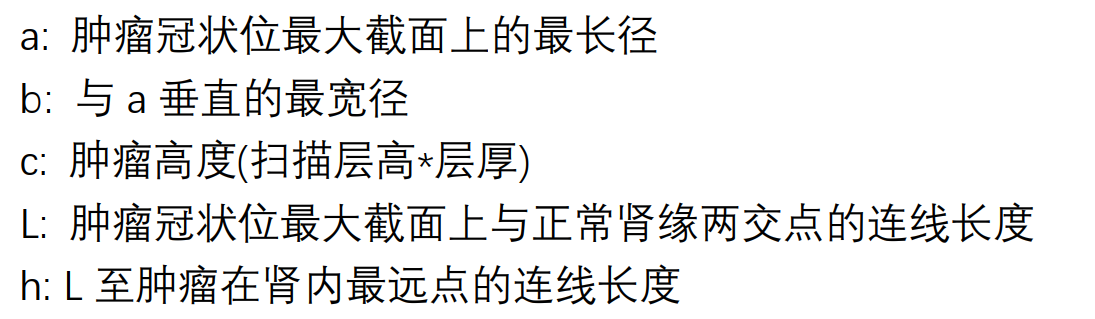 a: 肿瘤冠状位最大截面上的最长径
b: 与 a 垂直的最宽径
c: 肿瘤高度(扫描层高*层厚)
L: 肿瘤冠状位最大截面上与正常肾缘两交点的连线长度
h: L 至肿瘤在肾内最远点的连线长度